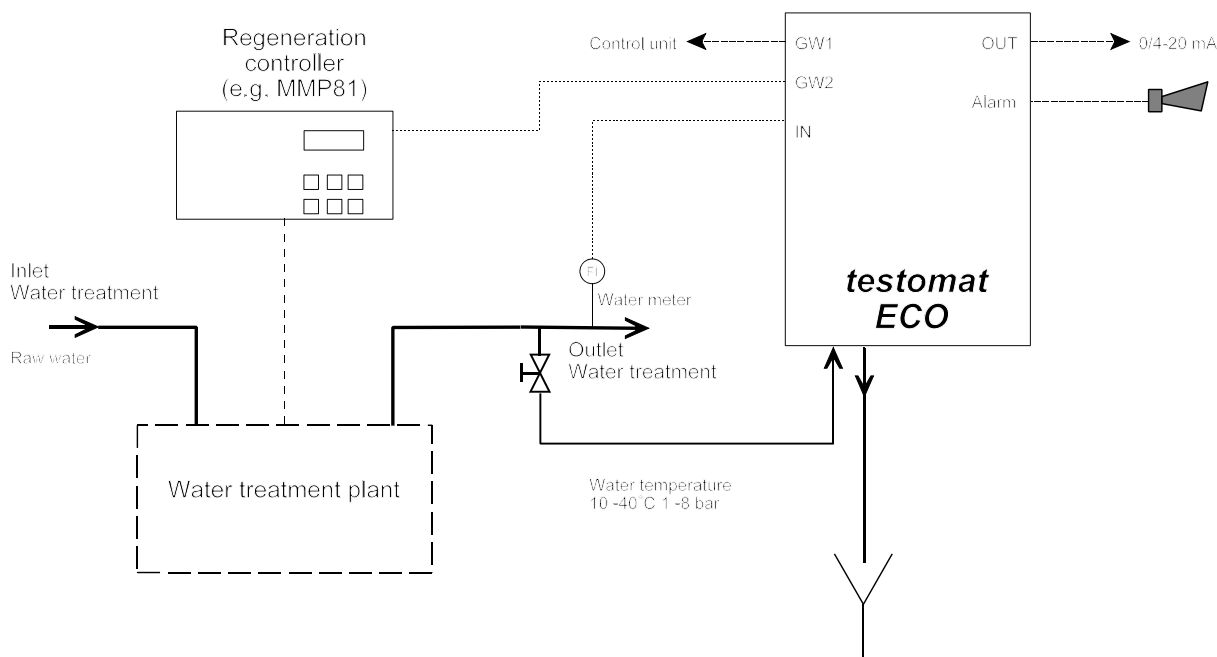 Regeneration
controller
(e.g. MMP81)
Control unit
GW1
OUT
0/4-20 mA
GW2
Alarm
IN
Inlet
Water treatment
Raw water
FI
Water meter
testomat
ECO
Outlet
Water treatment
Water treatment plant
Water temperature
10 -40°C 1 -8 bar